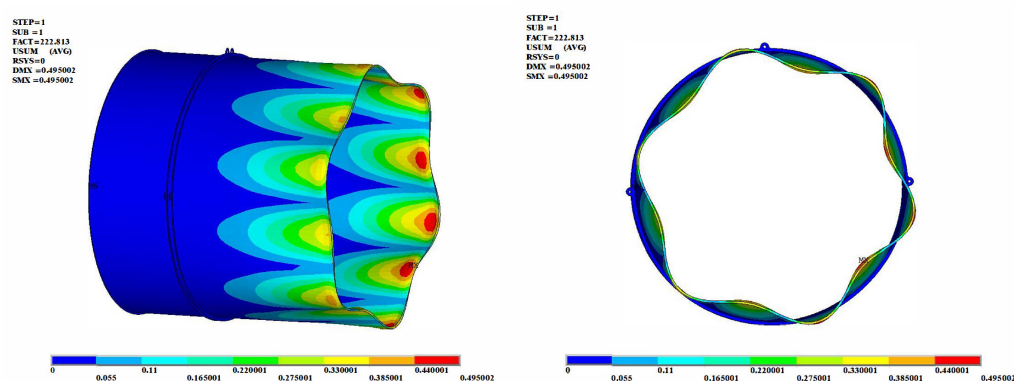 STEP=1
SUB =1
FACT=222.813
USUM (AVG)
RSYS=0
DMX =0.495002
SMX =0.495002
MX
0 0.11 0.220001 0.330001 0.440001
0.055 0.165001 0.275001 0.385001 0.495002
STEP=1
SUB =1
FACT=222.813
USUM (AVG)
RSYS=0
DMX =0.495002
SMX =0.495002
0 0.11 0.220001 0.330001 0.440001
0.055 0.165001 0.275001 0.385001 0.495002